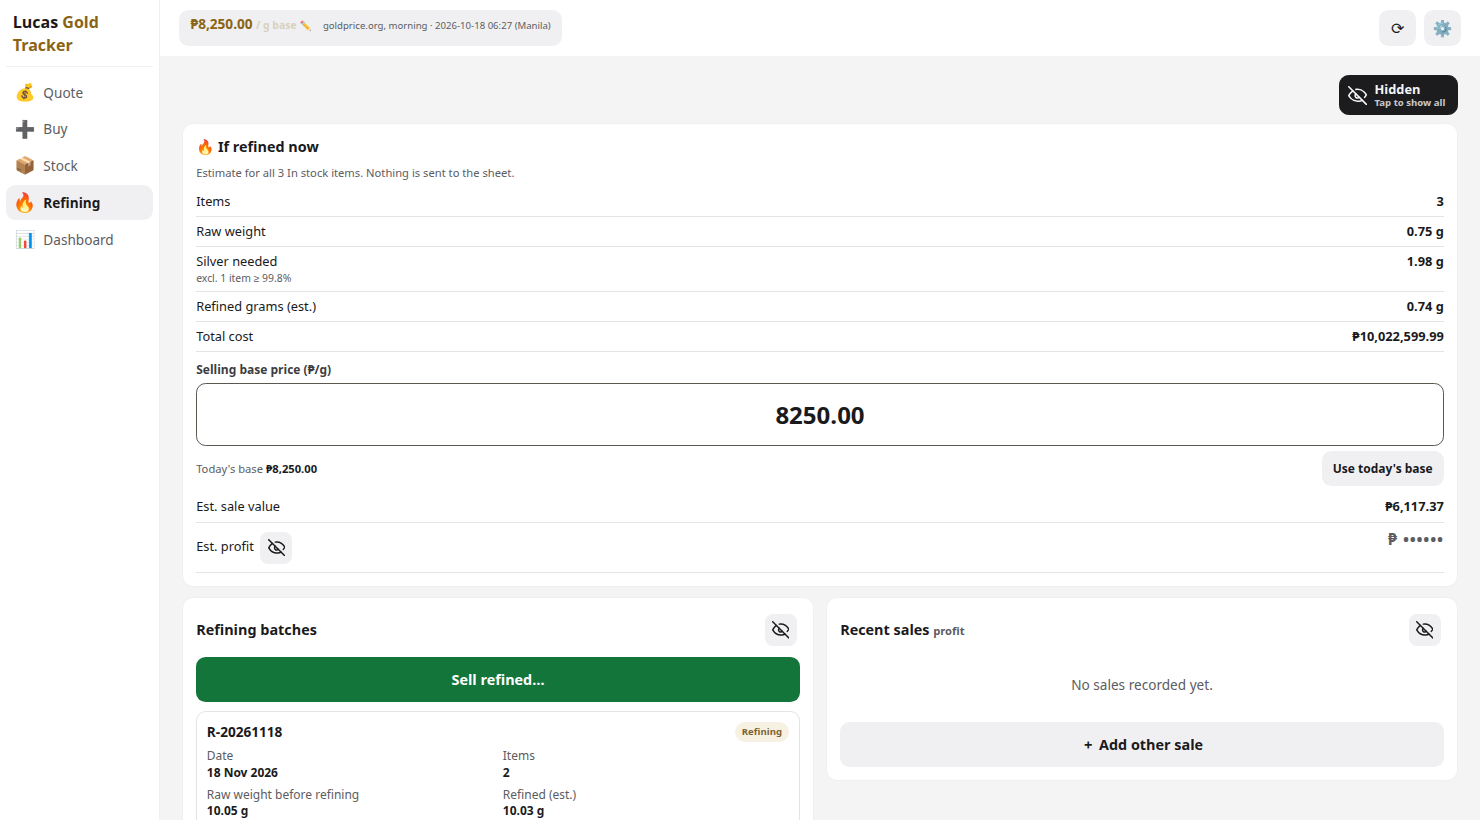 Lucas Gold
Tracker
₱8,250.00 / g base ✏️ goldprice.org, morning · 2026-10-18 06:27 (Manila)
⟳
Quote
Buy
Stock
Refining
Dashboard
Hidden
Tap to show all
🔥 If refined now
Estimate for all 3 In stock items. Nothing is sent to the sheet.
Items 3
Raw weight 0.75 g
Silver needed 1.98 g
excl. 1 item ≥ 99.8%
Refined grams (est.) 0.74 g
Total cost ₱10,022,599.99
Selling base price (₱/g)
8250.00
Today's base ₱8,250.00
Use today's base
Est. sale value ₱6,117.37
Est. profit ₱ ••••••
Refining batches
Sell refined...
R-20261118 Refining
Date Items
18 Nov 2026 2
Raw weight before refining Refined (est.)
10.05 g 10.03 g
Recent sales profit
No sales recorded yet.
+ Add other sale